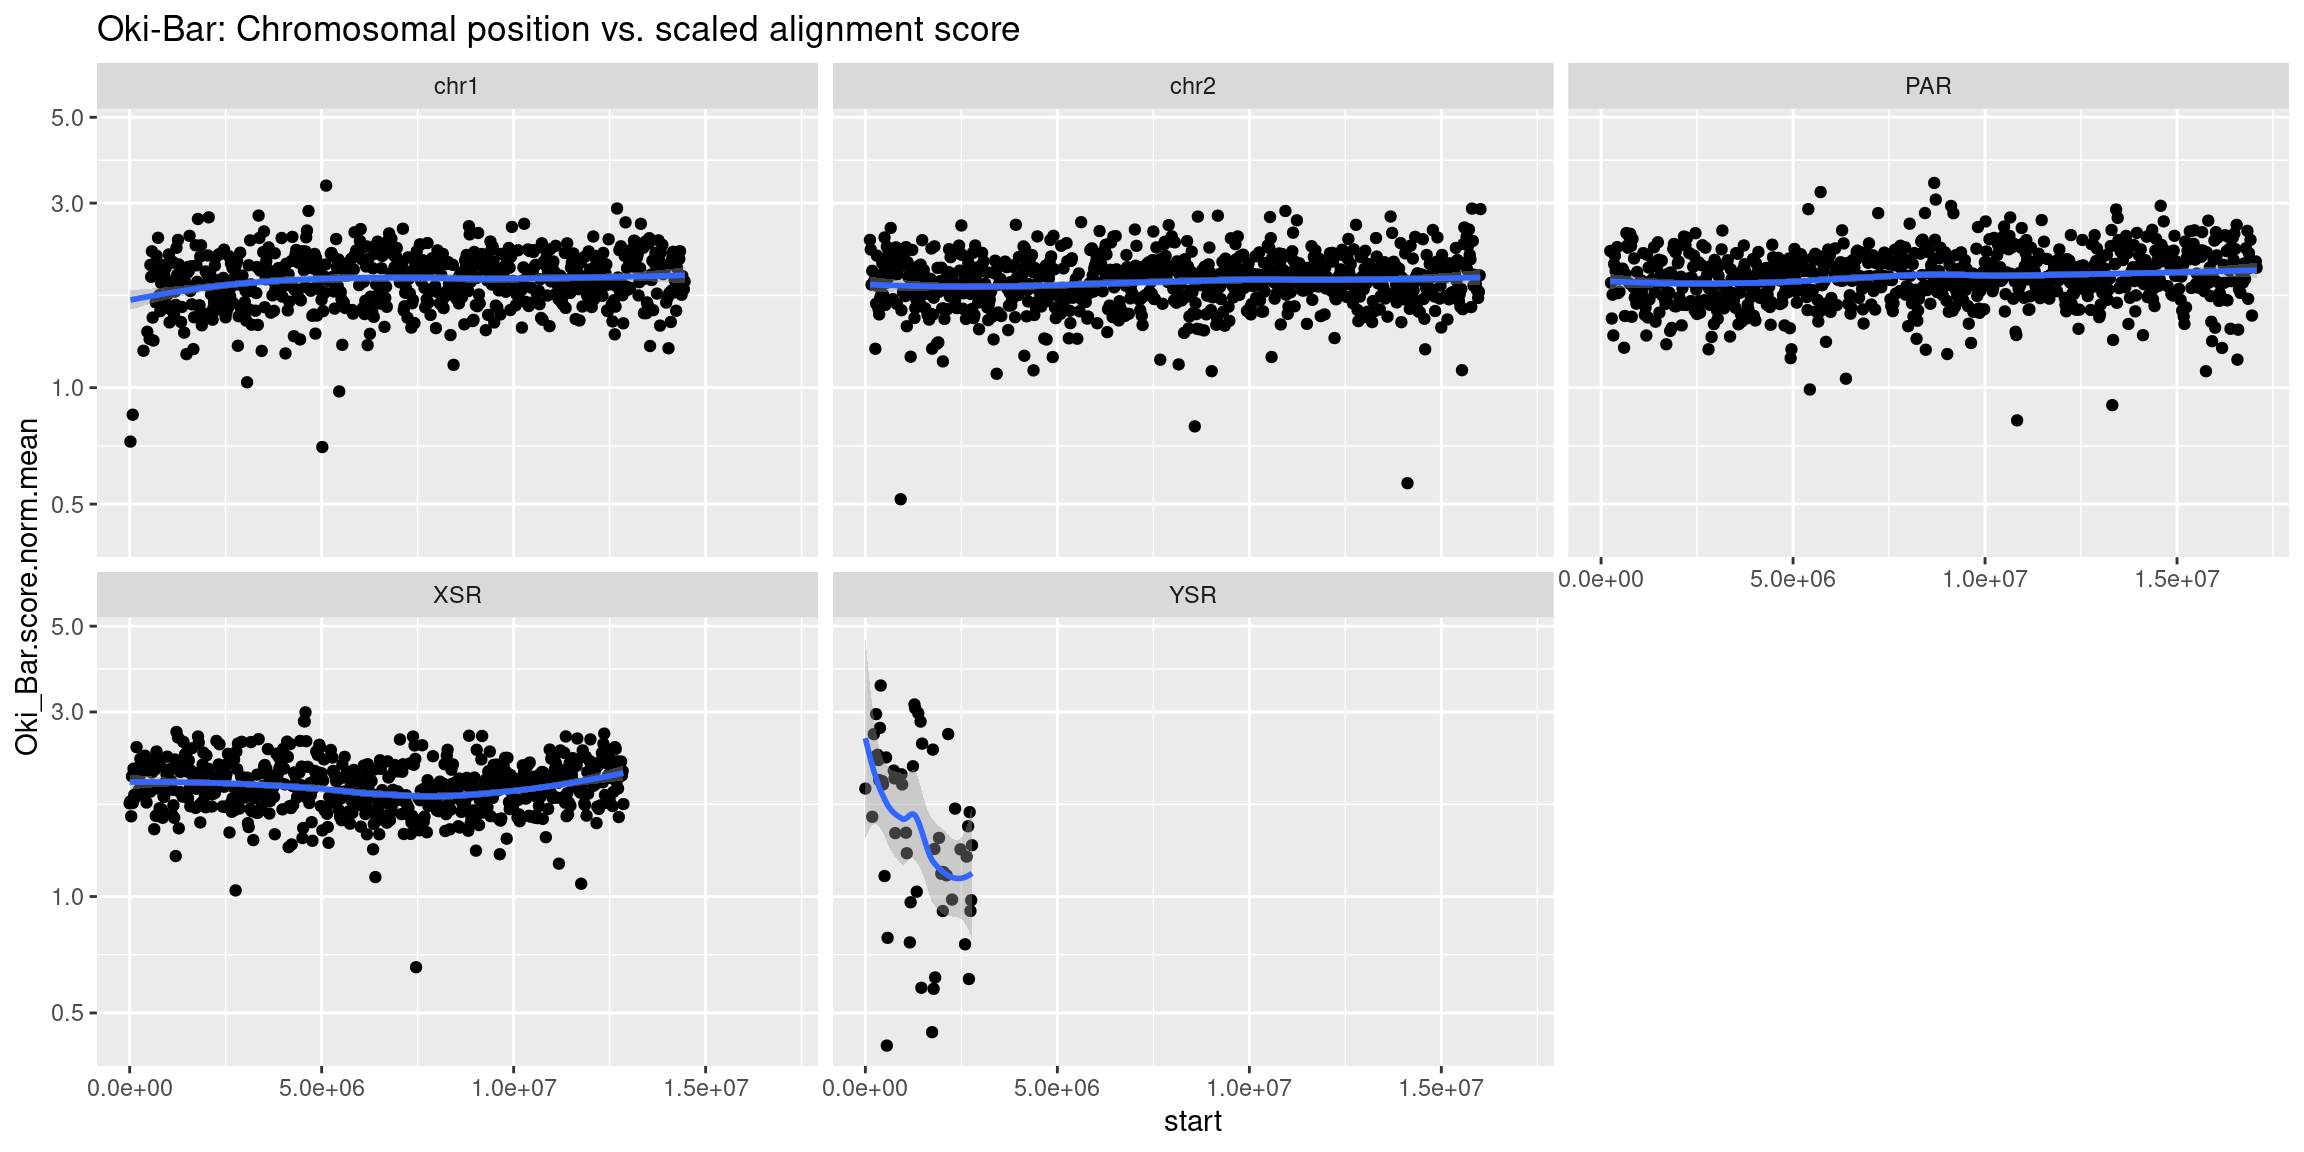 Oki-Bar: Chromosomal position vs. scaled alignment score
chr1 chr2 PAR
5.0
3.0
1.0
0.5
0.0e+00 5.0e+06 1.0e+07 1.5e+07
XSR YSR
5.0
3.0
1.0
0.5
0.0e+00 5.0e+06 1.0e+07 1.5e+07 0.0e+00 5.0e+06 1.0e+07 1.5e+07
start
Oki_Bar.score.norm.mean